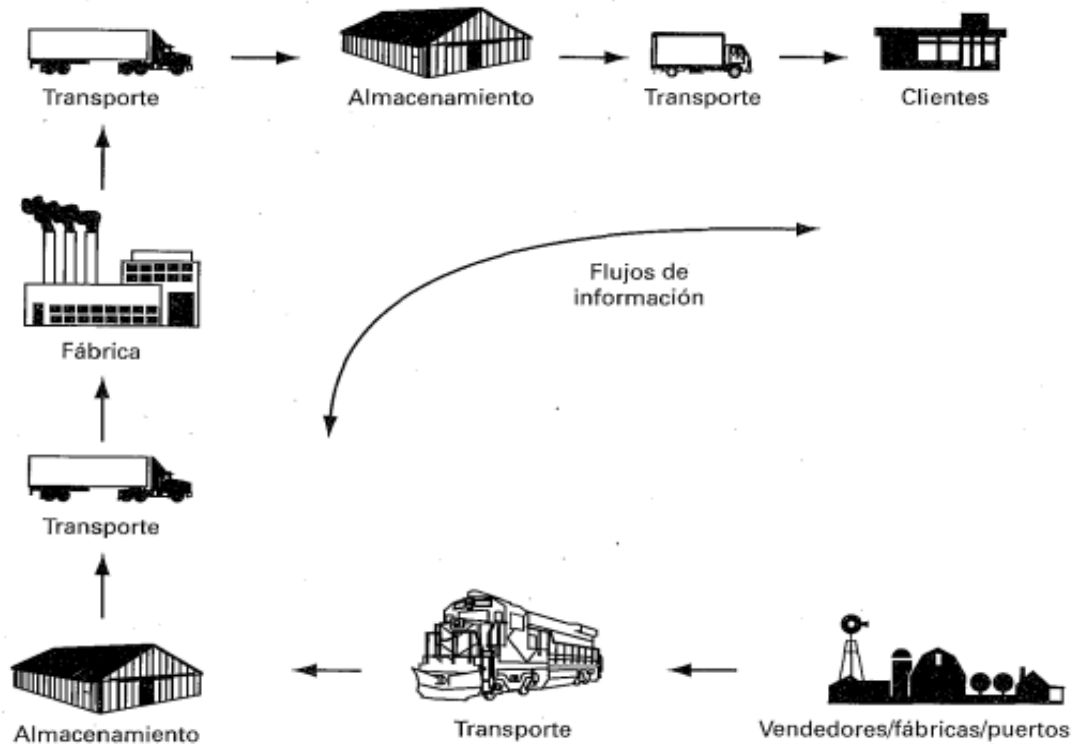 Transporte
Almacenamiento
Transporte
Clientes
Flujos de
información
Fábrica
Transporte
Almacenamiento
Transporte
Vendedores/fábricas/puertos